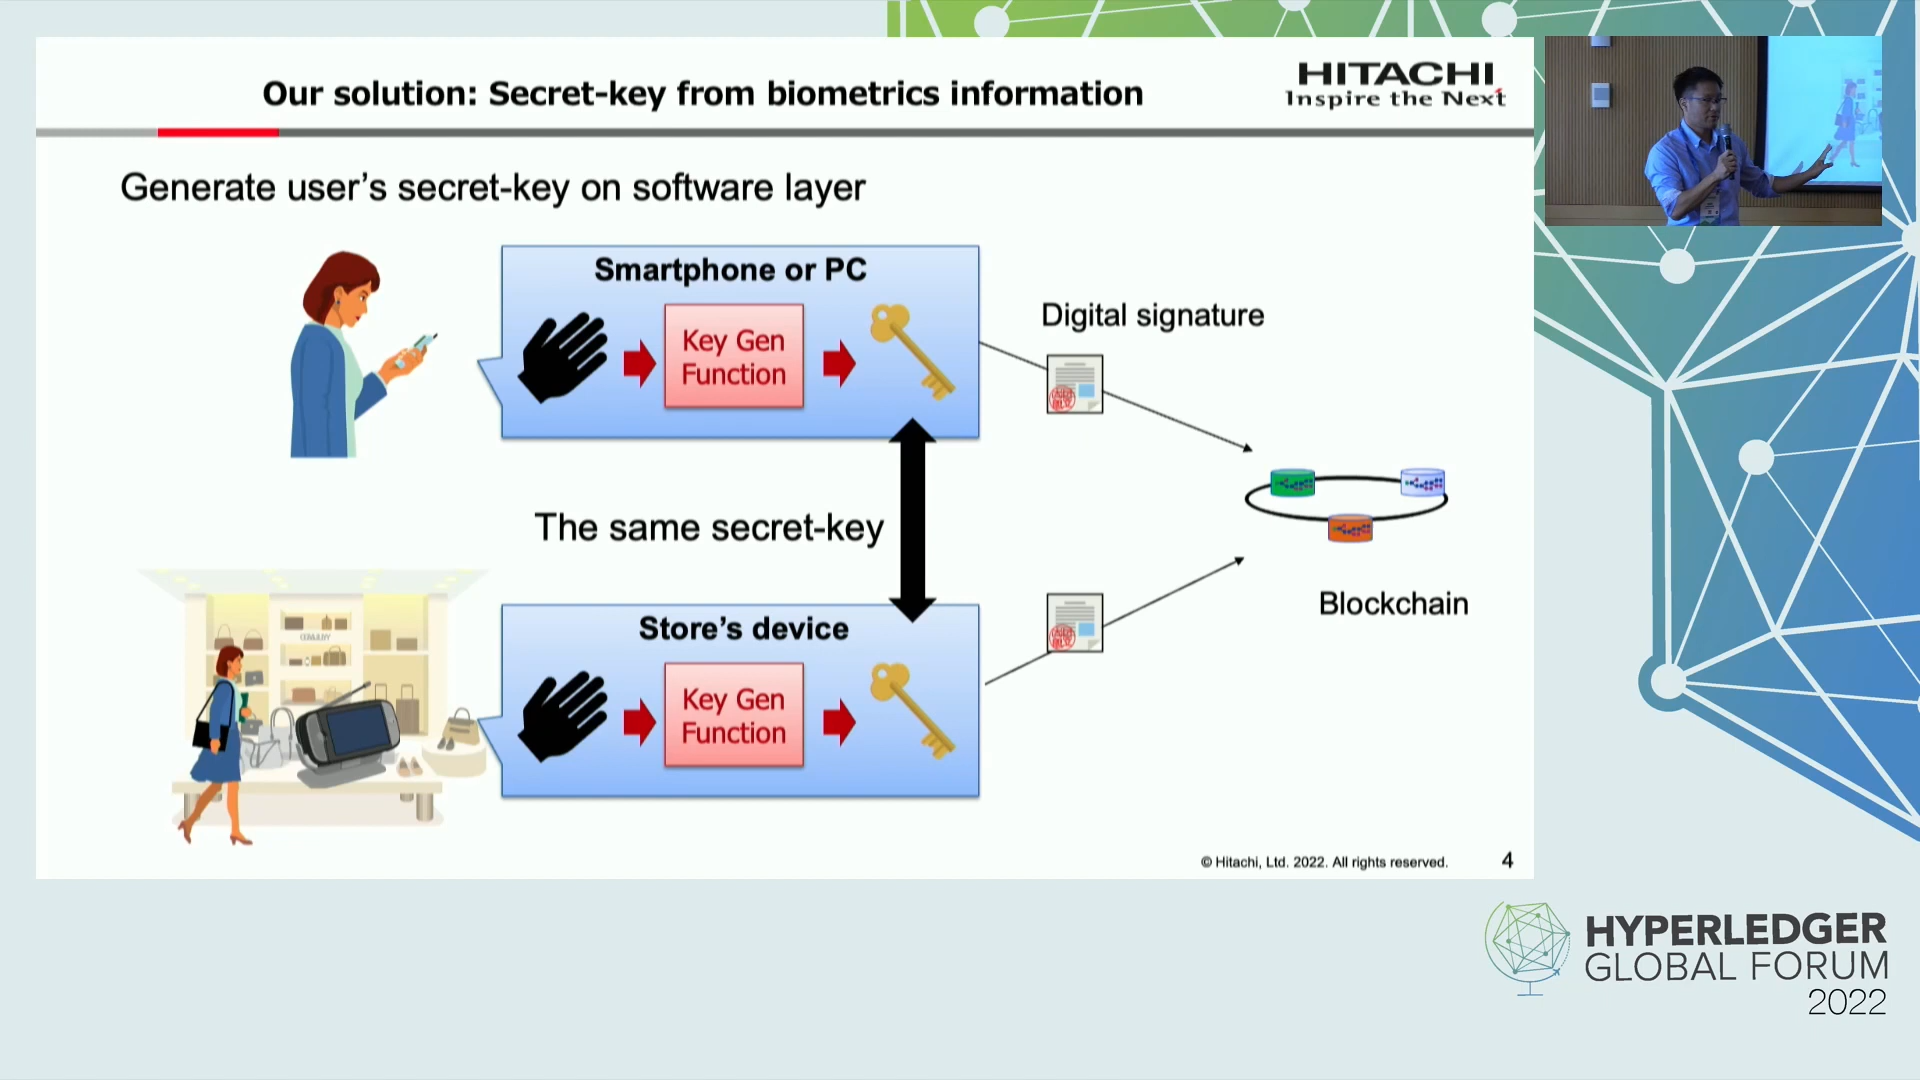 Our solution: Secret-key from biometrics information
HITACHI
Inspire the Next
Generate user's secret-key on software layer
Smartphone or PC
Key Gen
Function
Digital signature
The same secret-key
Blockchain
Store's device
Key Gen
Function
© Hitachi, Ltd. 2022. All rights reserved.
4
HYPERLEDGER
GLOBAL FORUM
2022